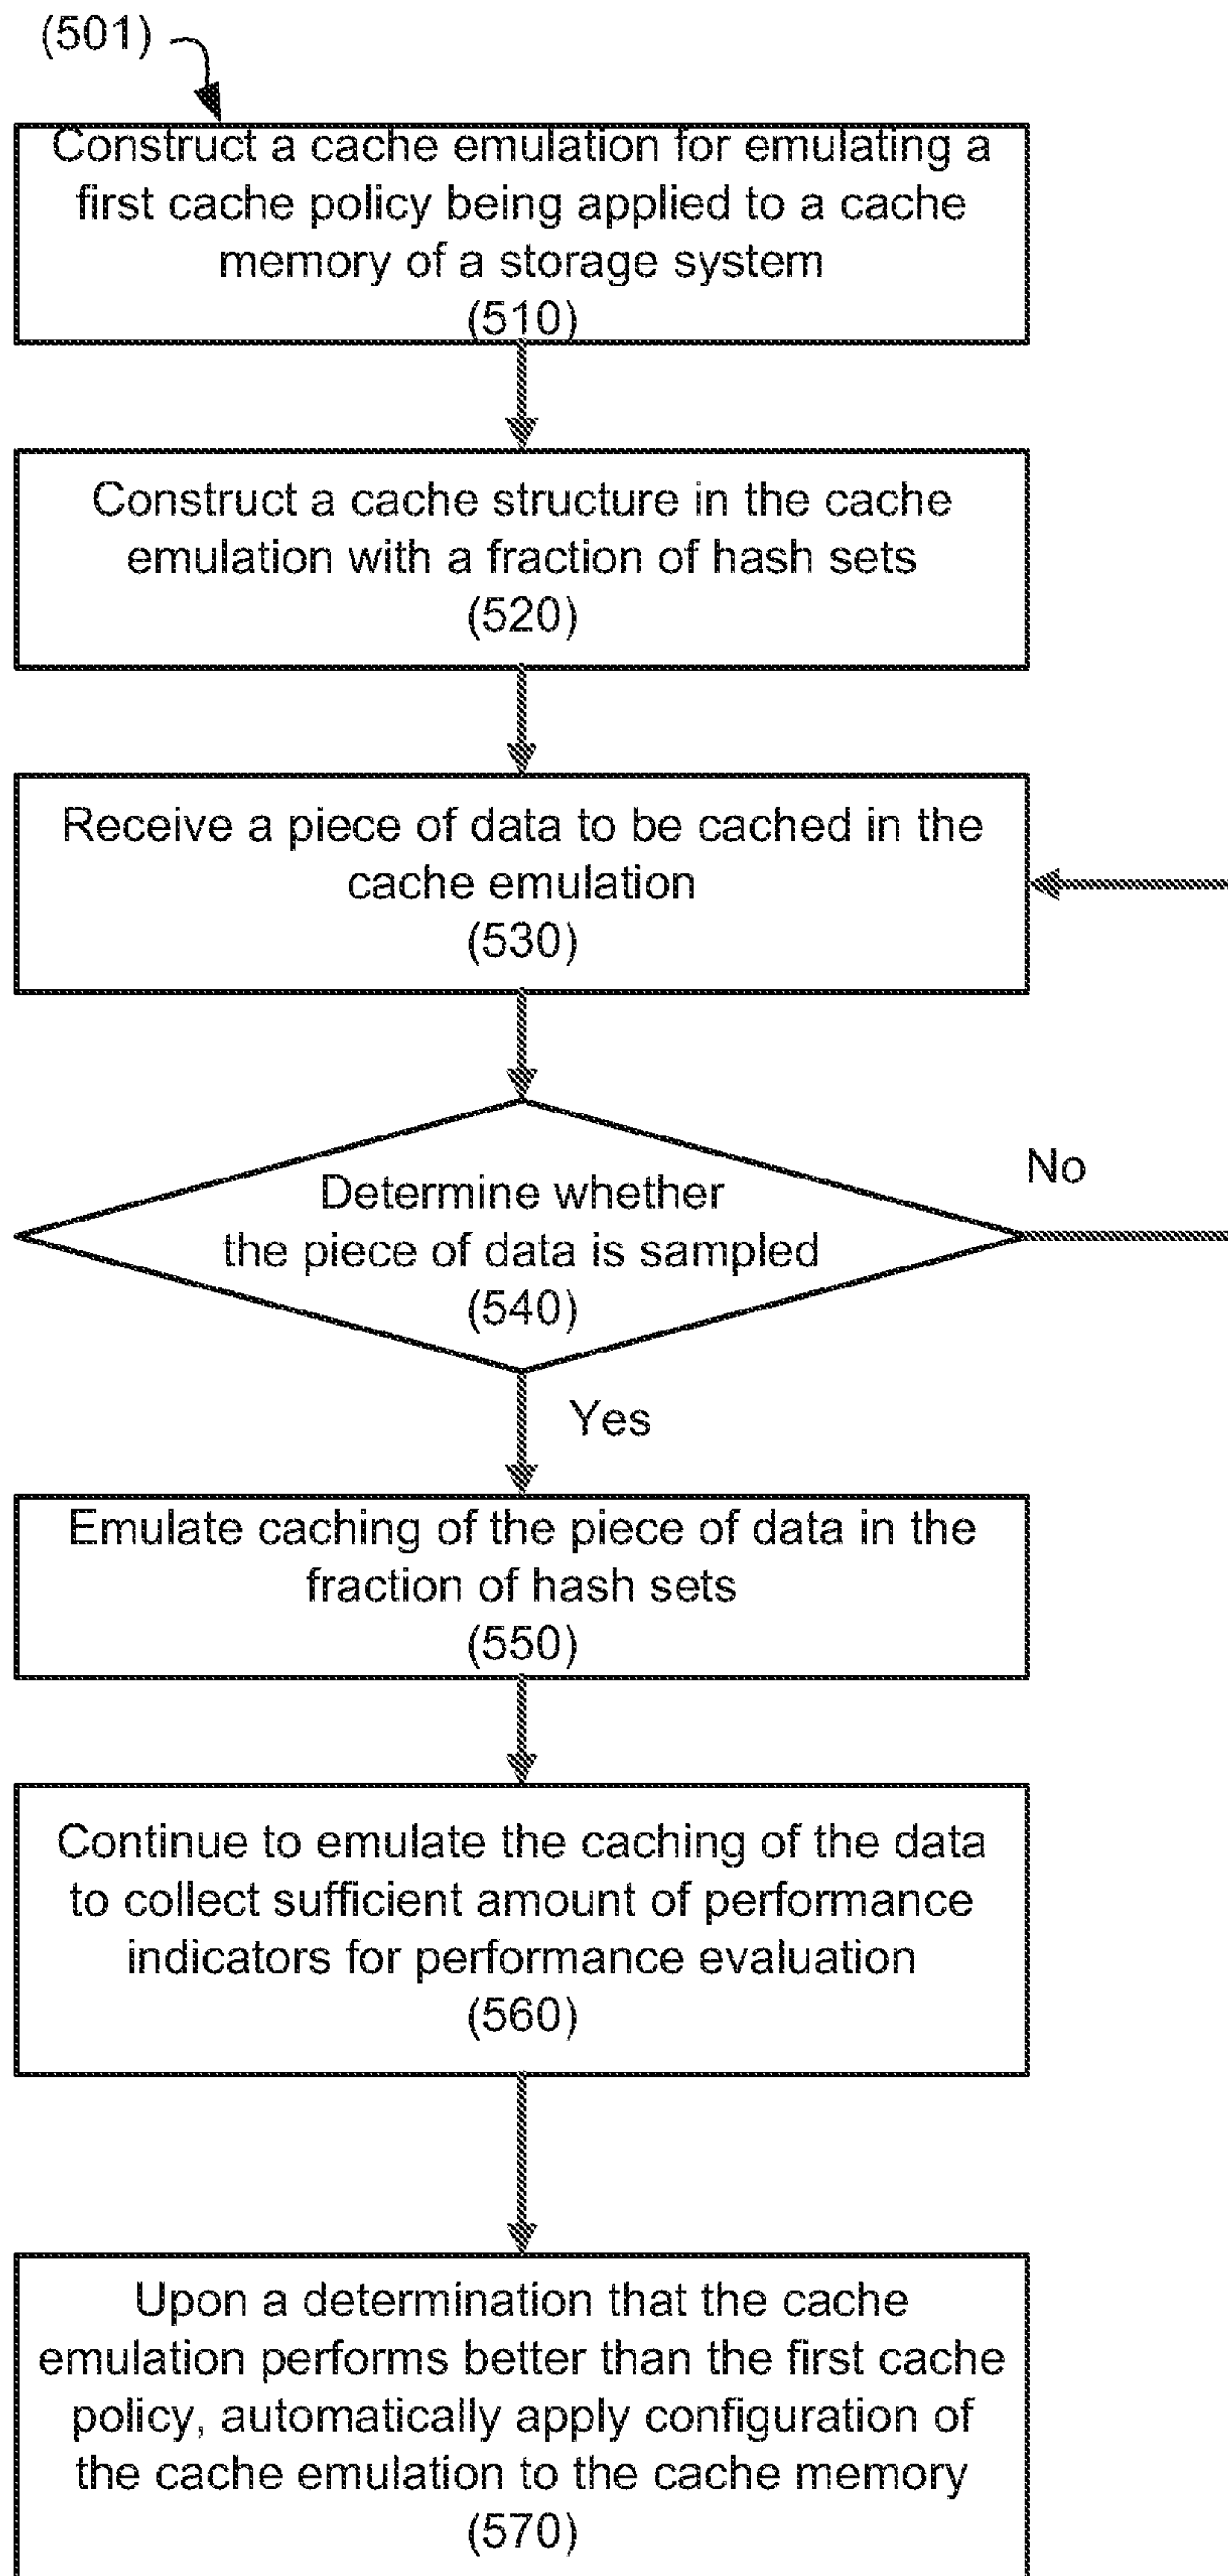 (501)
Construct a cache emulation for emulating a
first cache policy being applied to a cache
memory of a storage system
(510)
Construct a cache structure in the cache
emulation with a fraction of hash sets
(520)
Receive a piece of data to be cached in the
cache emulation
(530)
Determine whether
the piece of data is sampled
(540)
No
Yes
Emulate caching of the piece of data in the
fraction of hash sets
(550)
Continue to emulate the caching of the data
to collect sufficient amount of performance
indicators for performance evaluation
(560)
Upon a determination that the cache
emulation performs better than the first cache
policy, automatically apply configuration of
the cache emulation to the cache memory
(570)